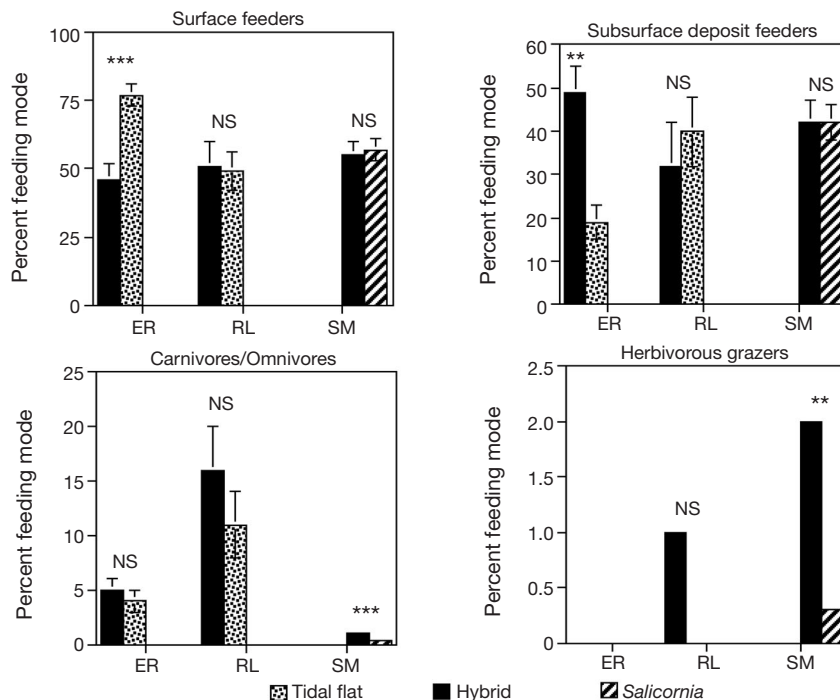 Surface feeders
Percent feeding mode
100
75
50
25
0
***
NS
NS
ER
RL
SM
Subsurface deposit feeders
Percent feeding mode
60
50
40
30
20
10
0
**
NS
NS
ER
RL
SM
Carnivores/Omnivores
Percent feeding mode
25
20
15
10
5
0
NS
NS
***
ER
RL
SM
Herbivorous grazers
Percent feeding mode
2.5
2.0
1.5
1.0
0.5
0
NS
**
ER
RL
SM
Tidal flat
Hybrid
Salicornia